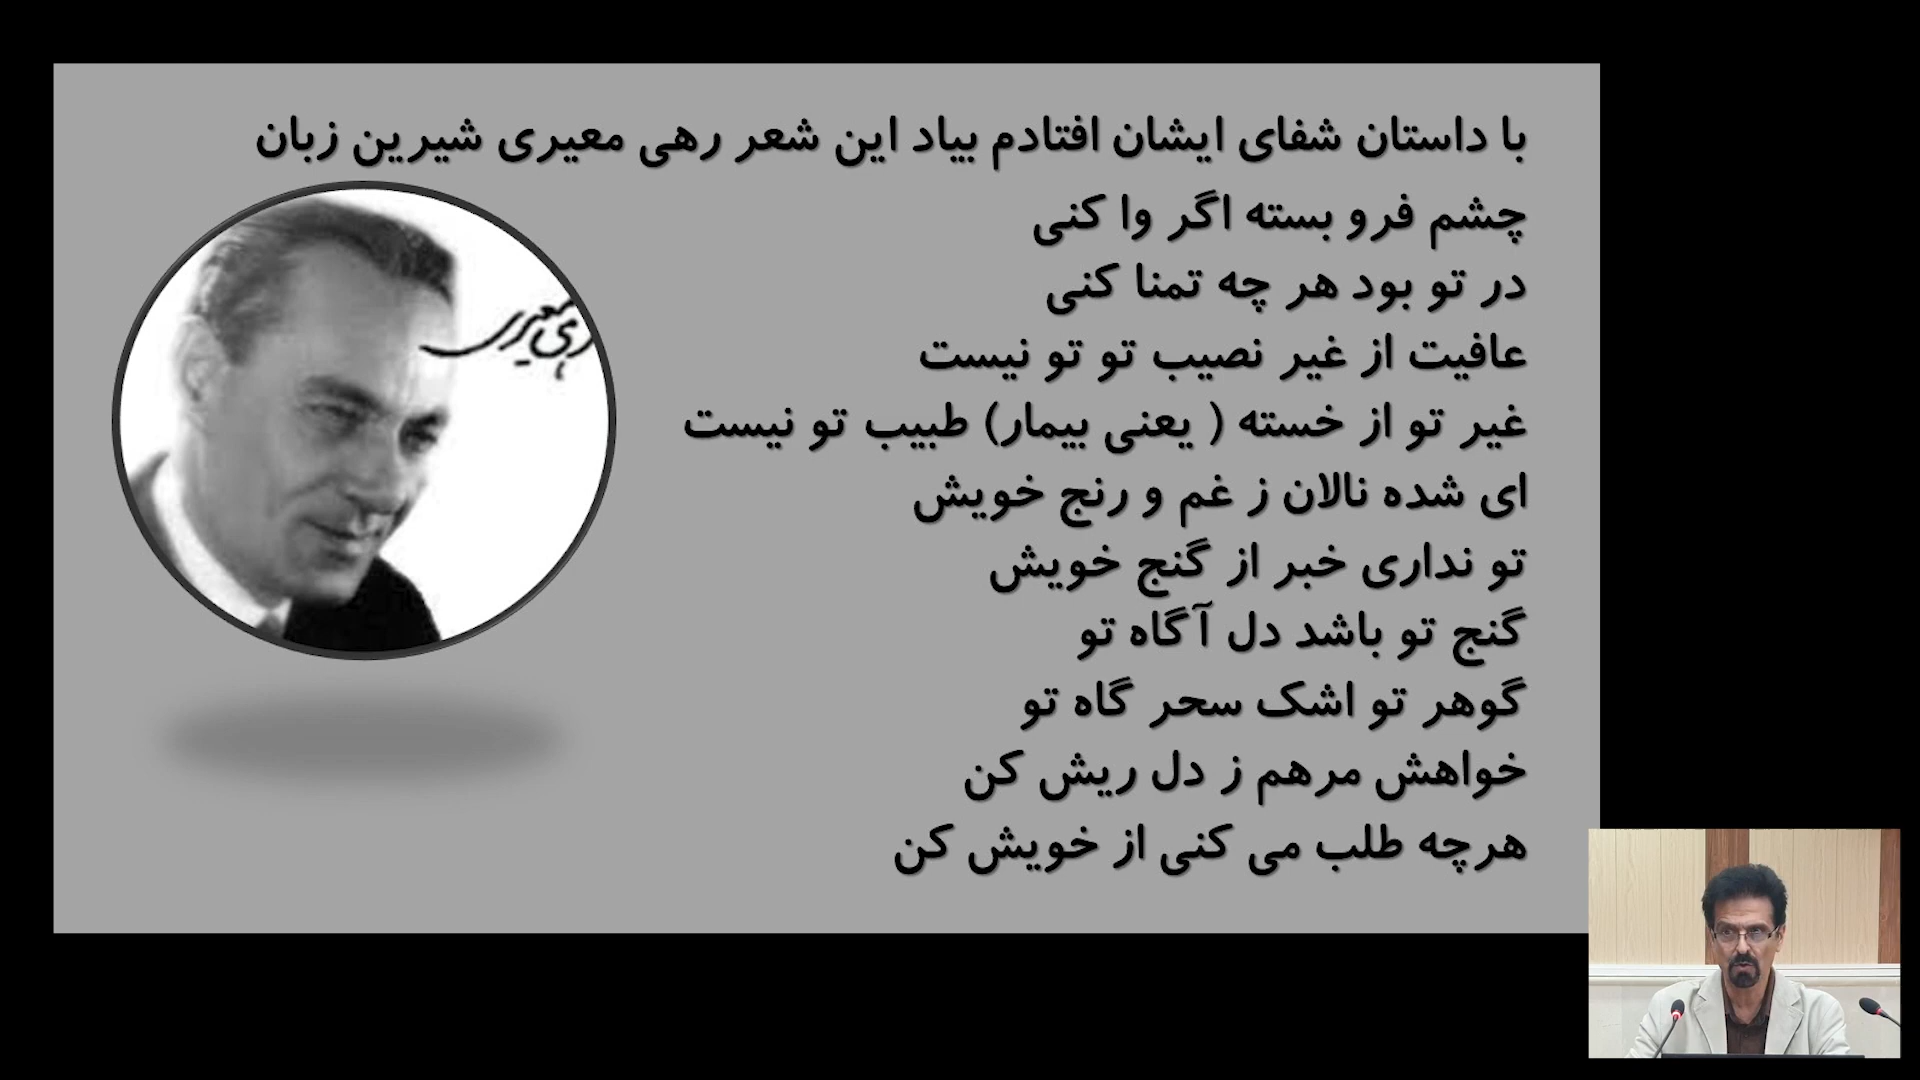 با داستان شفای ایشان افتادم بیاد این شعر رهی معیری شیرین زبان
چشم فرو بسته اگر وا کنی
در تو بود هر چه تمنا کنی
عافیت از غیر نصیب تو تو نیست
غیر تو از خسته ( یعنی بیمار) طبیب تو نیست
ای شده نالان ز غم و رنج خویش
تو نداری خبر از گنج خویش
گنج تو باشد دل آگاه تو
گوهر تو اشک سحر گاه تو
خواهش مرهم ز دل ریش کن
هرچه طلب می کنی از خویش کن
رهی معیری